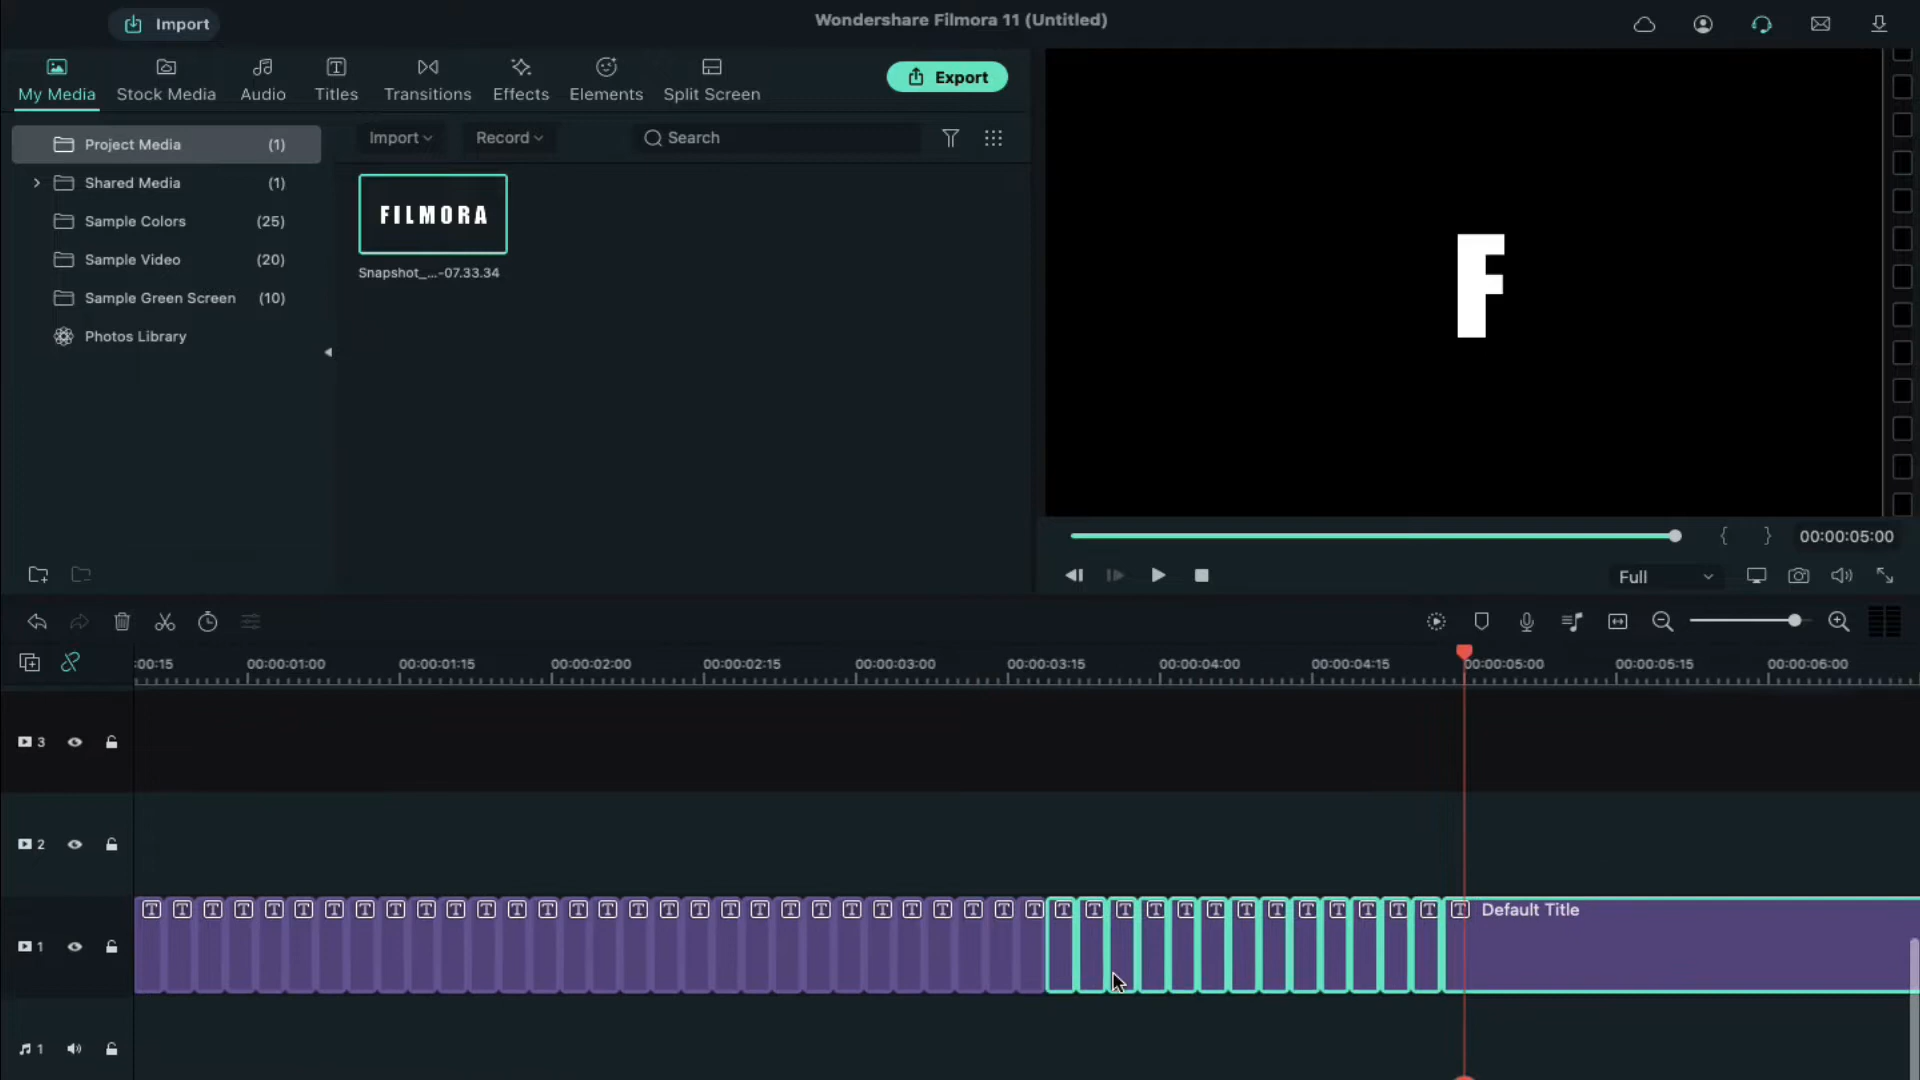 Import
Wondershare Filmora 11 (Untitled)
My Media
Stock Media
Audio
Titles
Transitions
Effects
Elements
Split Screen
Export
Project Media (1)
Shared Media (1)
Sample Colors (25)
Sample Video (20)
Sample Green Screen (10)
Photos Library
Import
Record
Search
FILMORA
Snapshot_...-07.33.34
F
{ } 00:00:05:00
Full
:00:15 00:00:01:00 00:00:01:15 00:00:02:00 00:00:02:15 00:00:03:00 00:00:03:15 00:00:04:00 00:00:04:15 00:00:05:00 00:00:05:15 00:00:06:00
3
2
T T T T T T T T T T T T T T T T T T T T T T T T T T T T T T T T T T T T T T T T T T T T Default Title
1
1